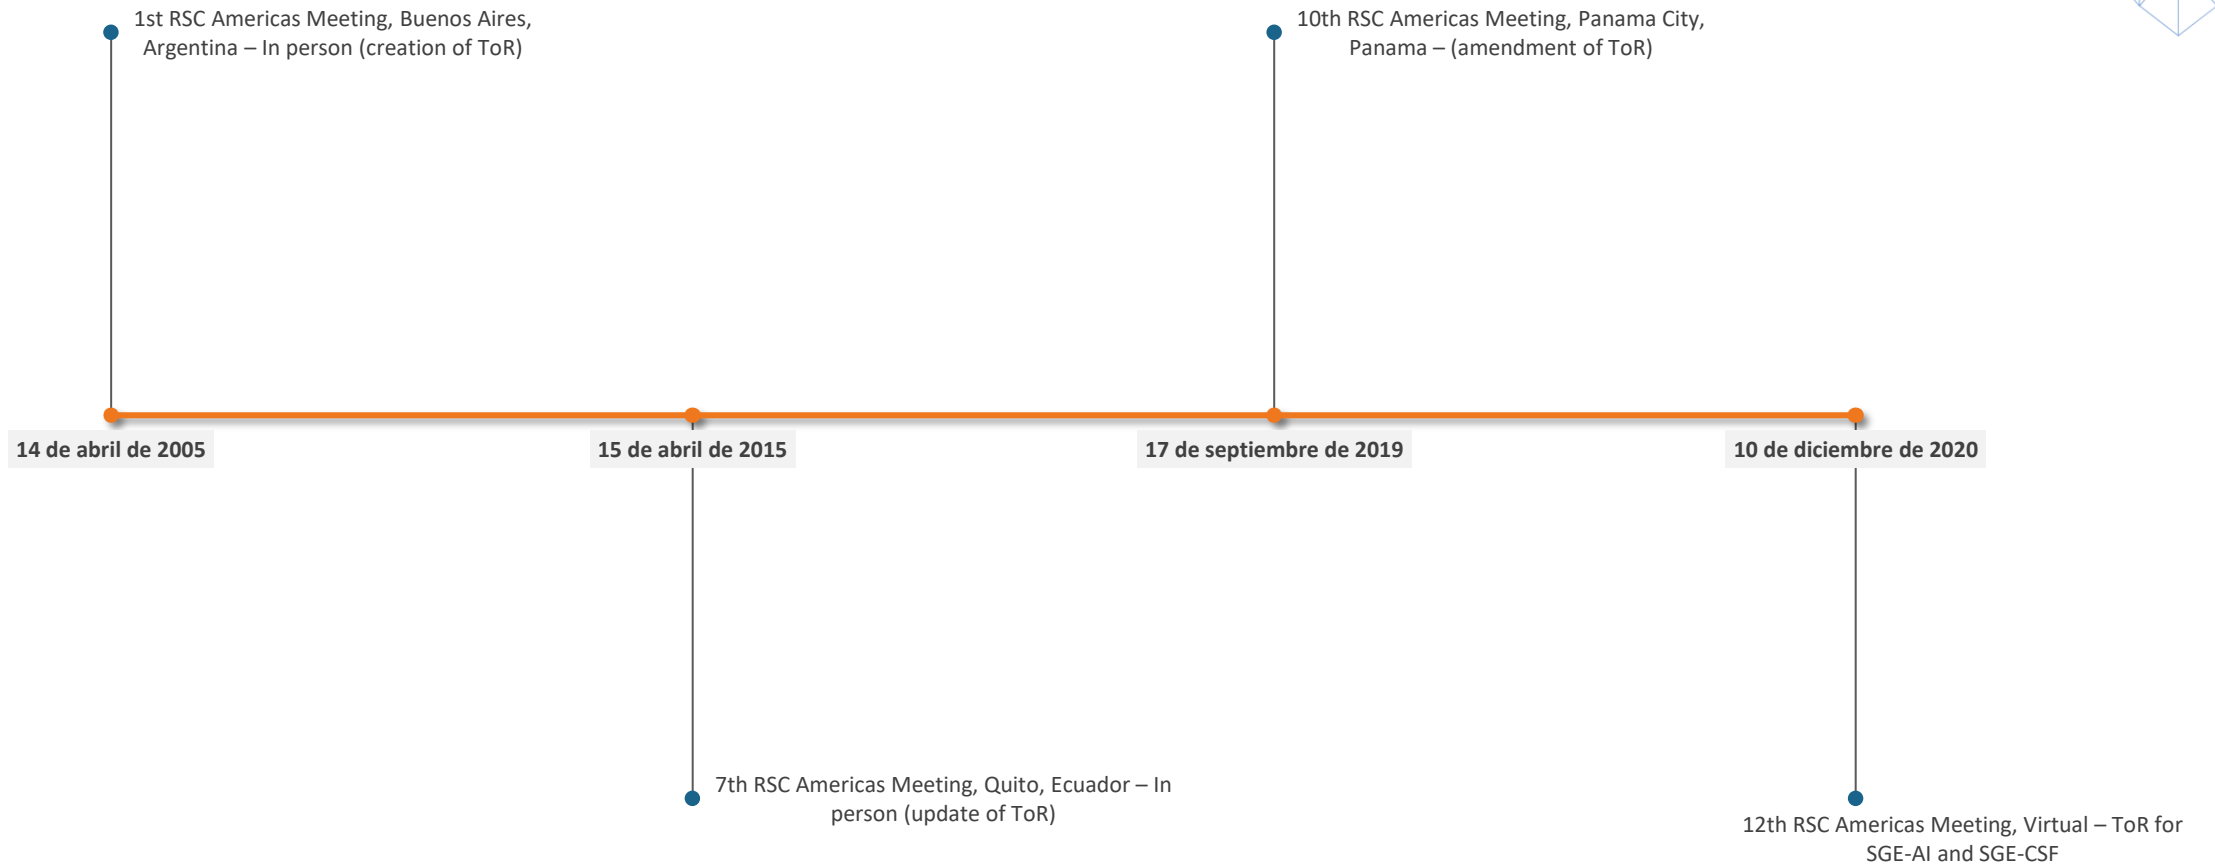 1st RSC Americas Meeting, Buenos Aires,
Argentina – In person (creation of ToR)
10th RSC Americas Meeting, Panama City,
Panama – (amendment of ToR)
14 de abril de 2005
15 de abril de 2015
17 de septiembre de 2019
10 de diciembre de 2020
7th RSC Americas Meeting, Quito, Ecuador – In
person (update of ToR)
12th RSC Americas Meeting, Virtual – ToR for
SGE-AI and SGE-CSF